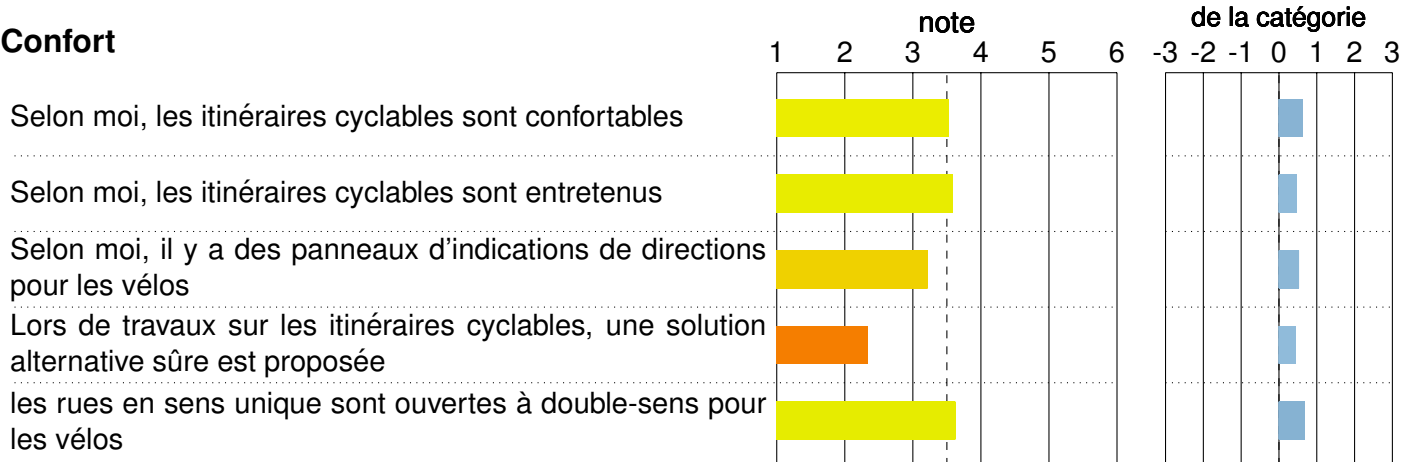 Confort
note
1 2 3 4 5 6
de la catégorie
-3 -2 -1 0 1 2 3
Selon moi, les itinéraires cyclables sont confortables
Selon moi, les itinéraires cyclables sont entretenus
Selon moi, il y a des panneaux d'indications de directions
pour les vélos
Lors de travaux sur les itinéraires cyclables, une solution
alternative sûre est proposée
les rues en sens unique sont ouvertes à double-sens pour
les vélos